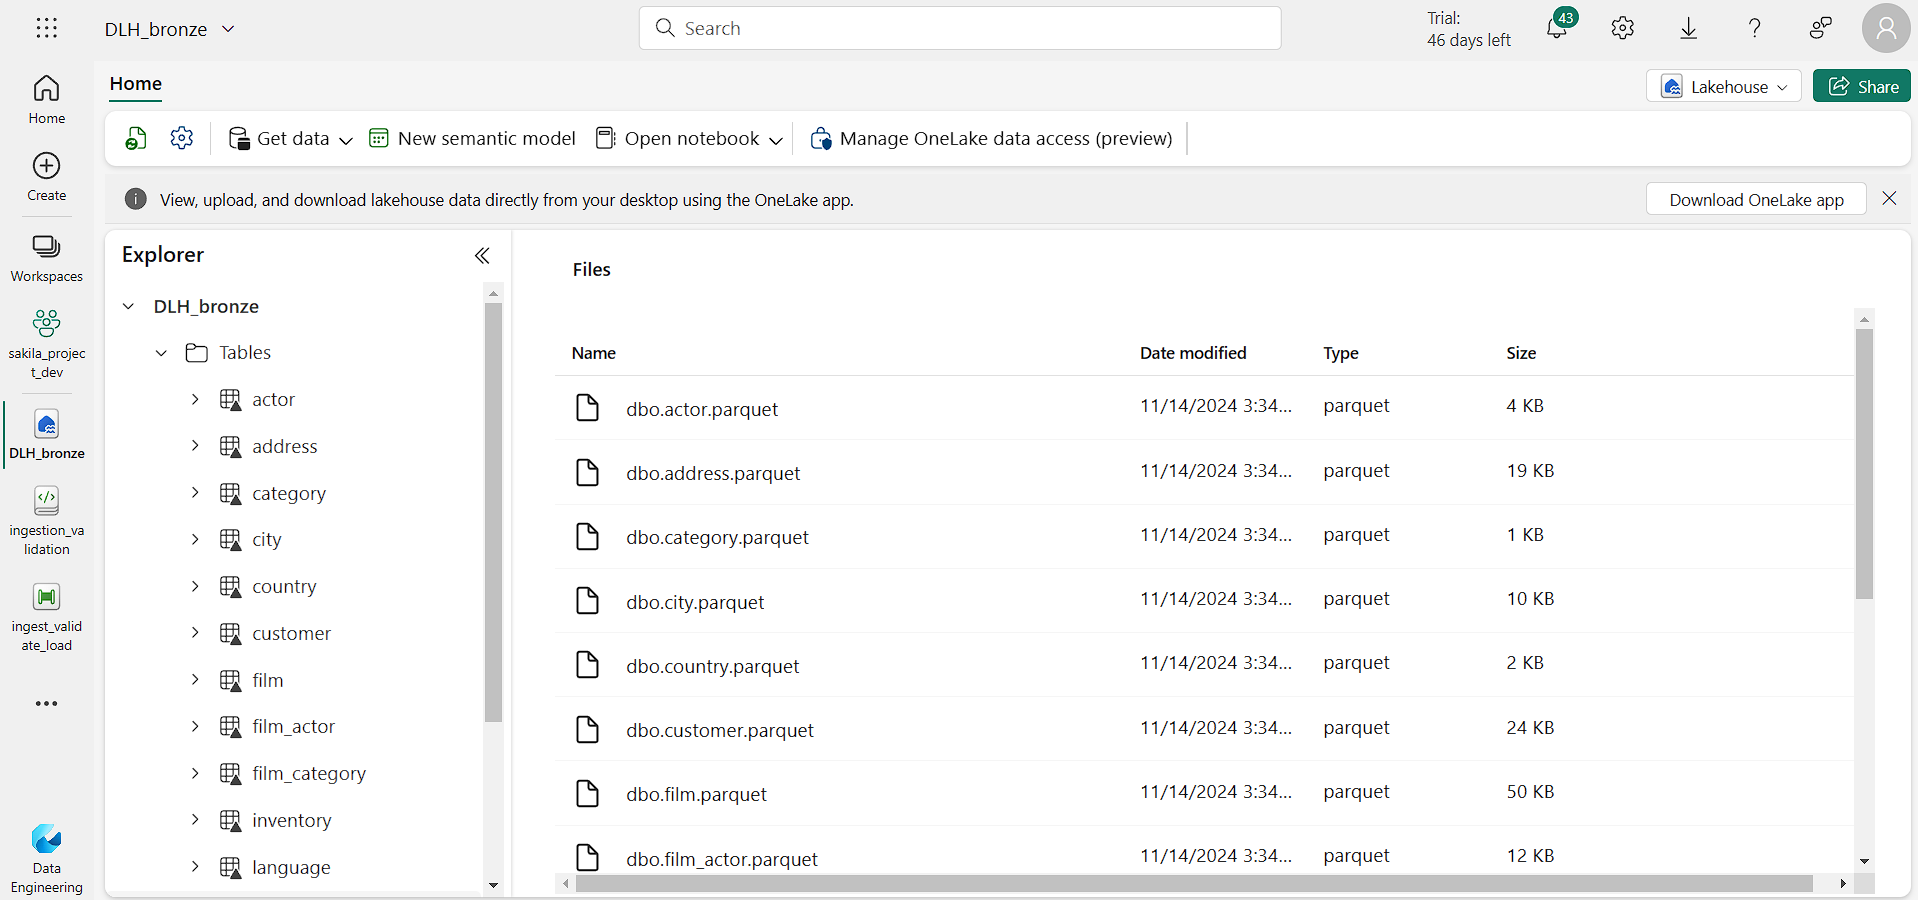 DLH_bronze
Search
Trial:
46 days left
43
Home
Create
Workspaces
sakila_projec
t_dev
DLH_bronze
ingestion_va
lidation
ingest_valid
ate_load
Data
Engineering
Home
Lakehouse
Share
Get data
New semantic model
Open notebook
Manage OneLake data access (preview)
View, upload, and download lakehouse data directly from your desktop using the OneLake app.
Download OneLake app
Explorer
DLH_bronze
Tables
actor
address
category
city
country
customer
film
film_actor
film_category
inventory
language
Files
Name Date modified Type Size
dbo.actor.parquet 11/14/2024 3:34... parquet 4 KB
dbo.address.parquet 11/14/2024 3:34... parquet 19 KB
dbo.category.parquet 11/14/2024 3:34... parquet 1 KB
dbo.city.parquet 11/14/2024 3:34... parquet 10 KB
dbo.country.parquet 11/14/2024 3:34... parquet 2 KB
dbo.customer.parquet 11/14/2024 3:34... parquet 24 KB
dbo.film.parquet 11/14/2024 3:34... parquet 50 KB
dbo.film_actor.parquet 11/14/2024 3:34... parquet 12 KB